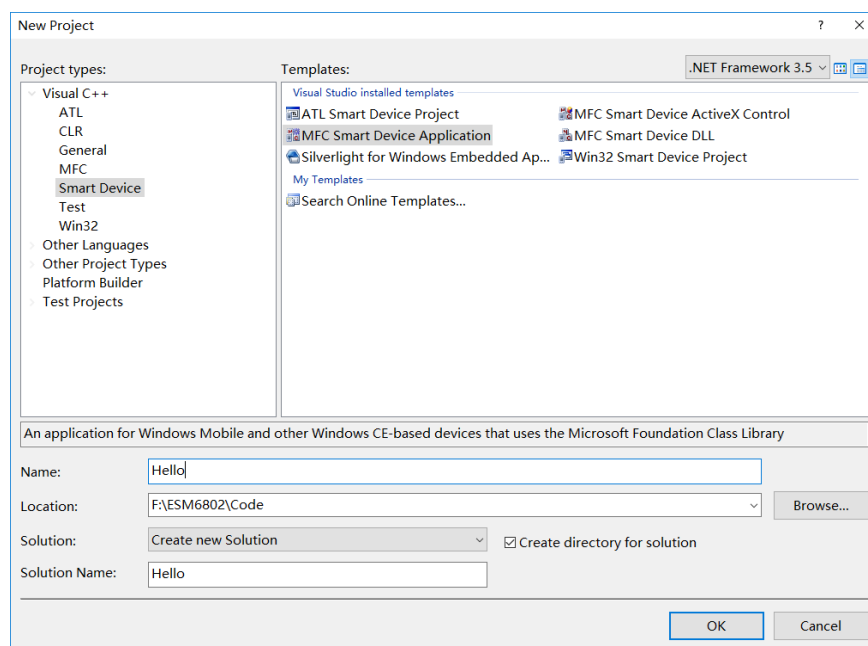 New Project
?
Project types:
Templates:
.NET Framework 3.5
Visual C++
ATL
CLR
General
MFC
Smart Device
Test
Win32
Other Languages
Other Project Types
Platform Builder
Test Projects
Visual Studio installed templates
ATL Smart Device Project
MFC Smart Device ActiveX Control
MFC Smart Device Application
MFC Smart Device DLL
Silverlight for Windows Embedded Ap...
Win32 Smart Device Project
My Templates
Search Online Templates...
An application for Windows Mobile and other Windows CE-based devices that uses the Microsoft Foundation Class Library
Name:
Hello
Location:
F:\ESM6802\Code
Browse...
Solution:
Create new Solution
Create directory for solution
Solution Name:
Hello
OK
Cancel